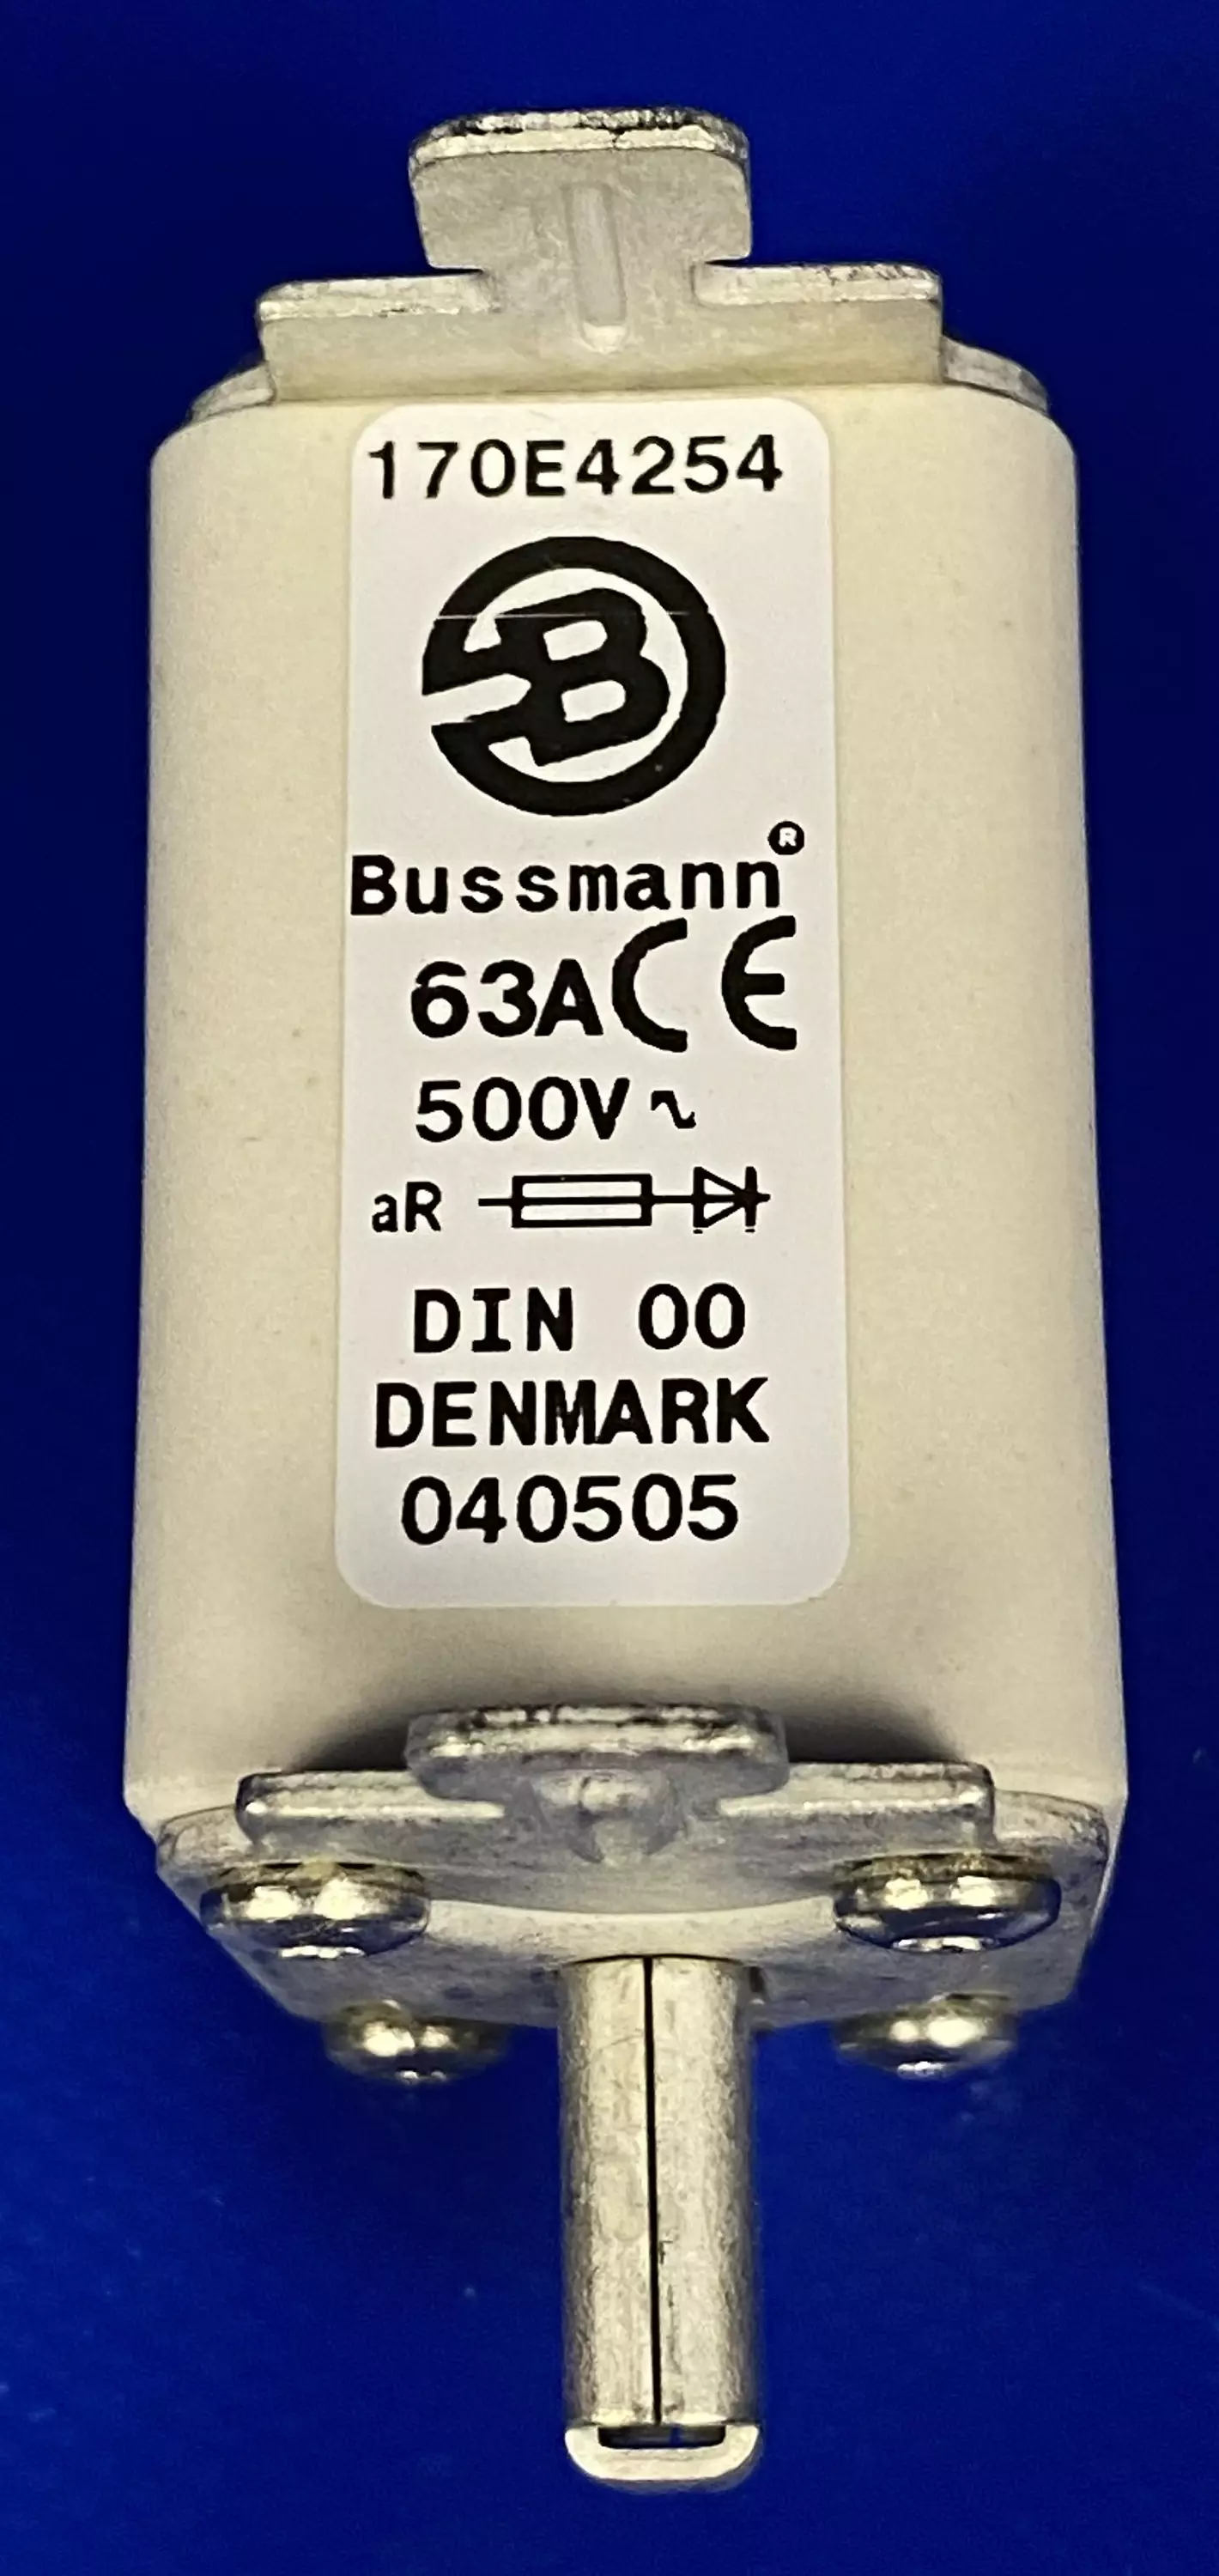 170E4254
B
Bussmann®
63A CE
500V~
aR
DIN 00
DENMARK
040505